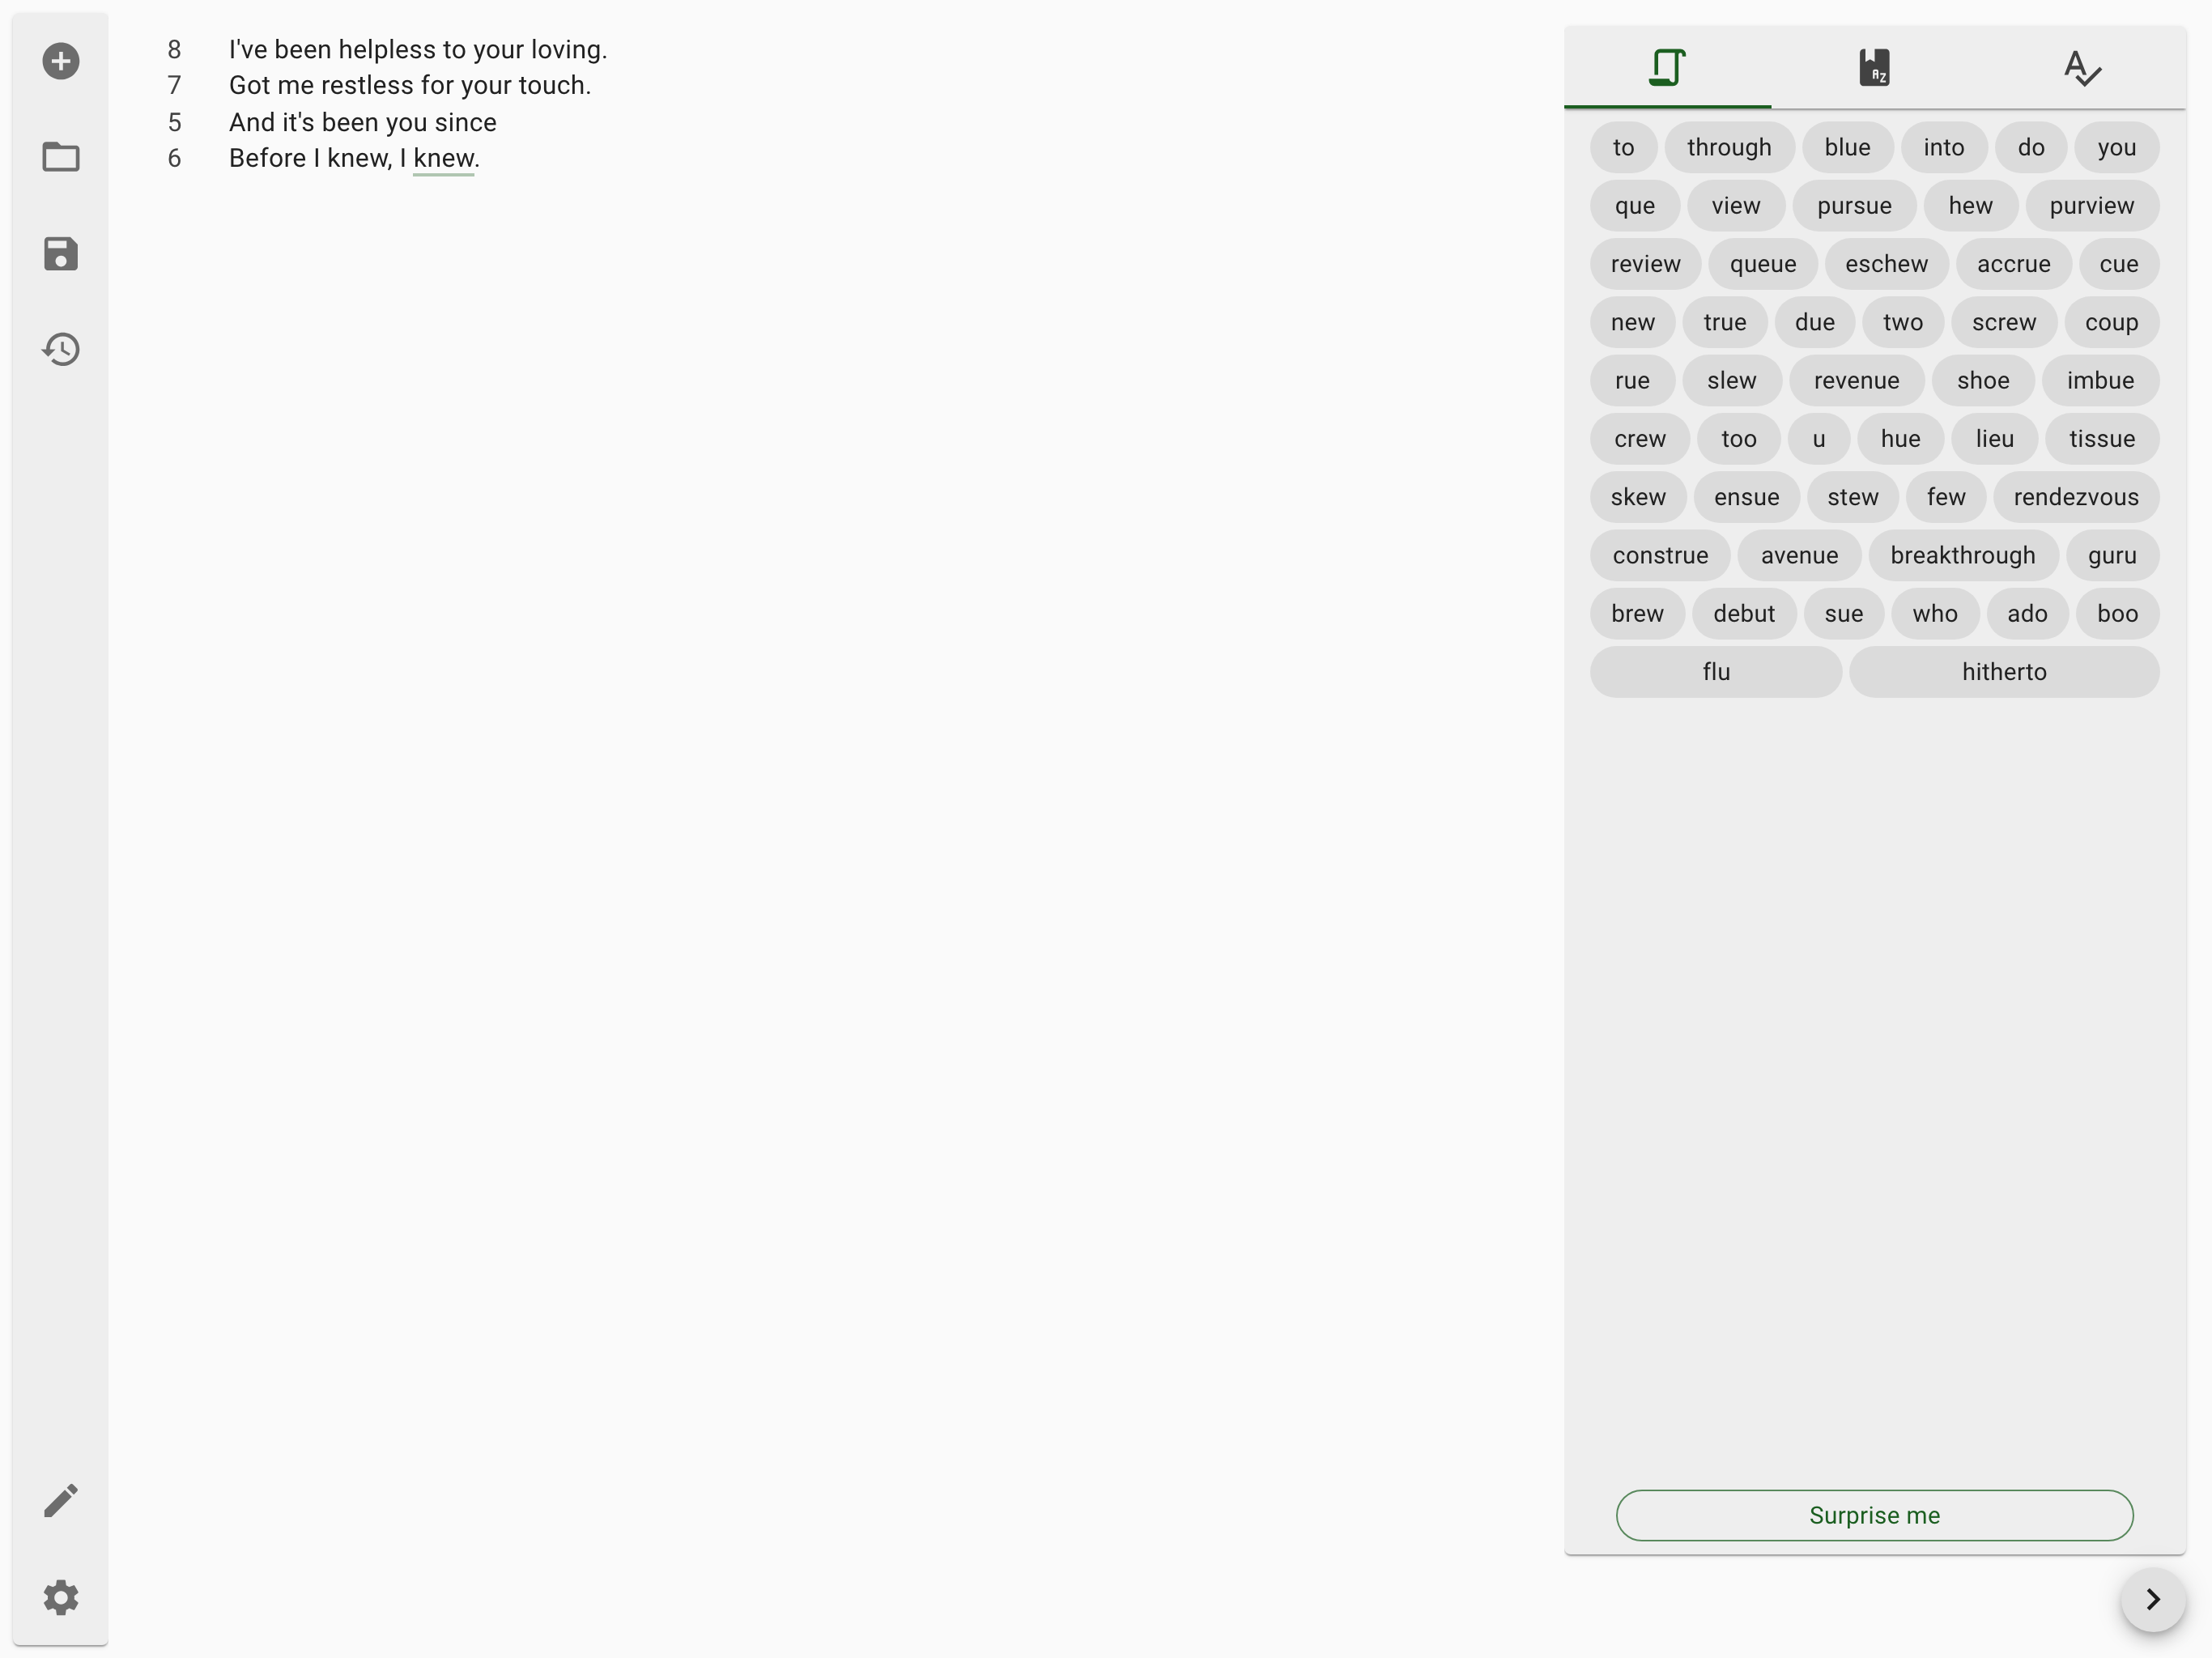 8 I've been helpless to your loving.
7 Got me restless for your touch.
5 And it's been you since
6 Before I knew, I knew.
A Z
A
to through blue into do you
que view pursue hew purview
review queue eschew accrue cue
new true due two screw coup
rue slew revenue shoe imbue
crew too u hue lieu tissue
skew ensue stew few rendezvous
construe avenue breakthrough guru
brew debut sue who ado boo
flu hitherto
Surprise me